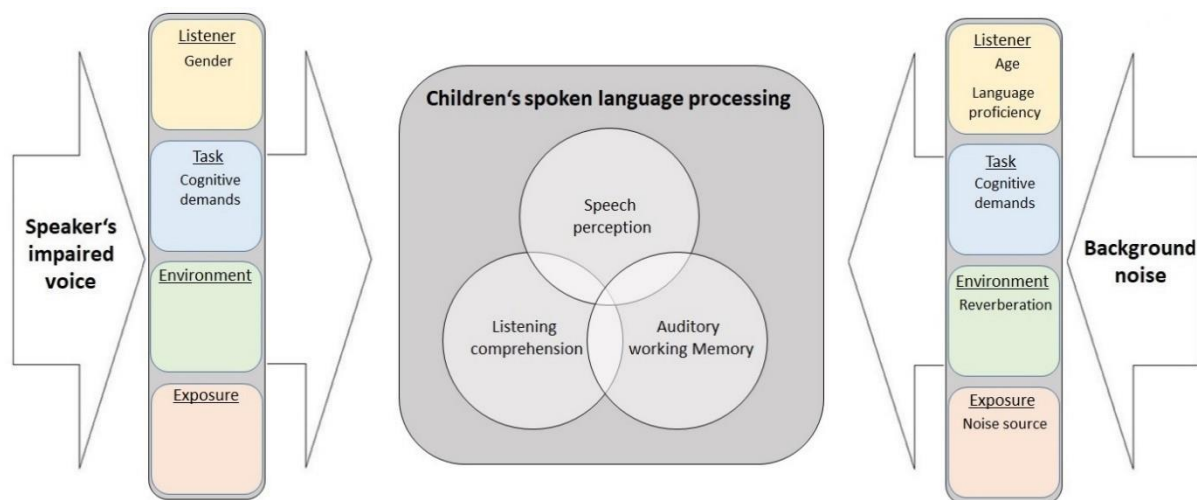 Speaker‘s
impaired
voice
Listener
Gender
Task
Cognitive
demands
Environment
Exposure
Children‘s spoken language processing
Speech
perception
Listening
comprehension
Auditory
working Memory
Listener
Age
Language
proficiency
Task
Cognitive
demands
Environment
Reverberation
Exposure
Noise source
Background
noise